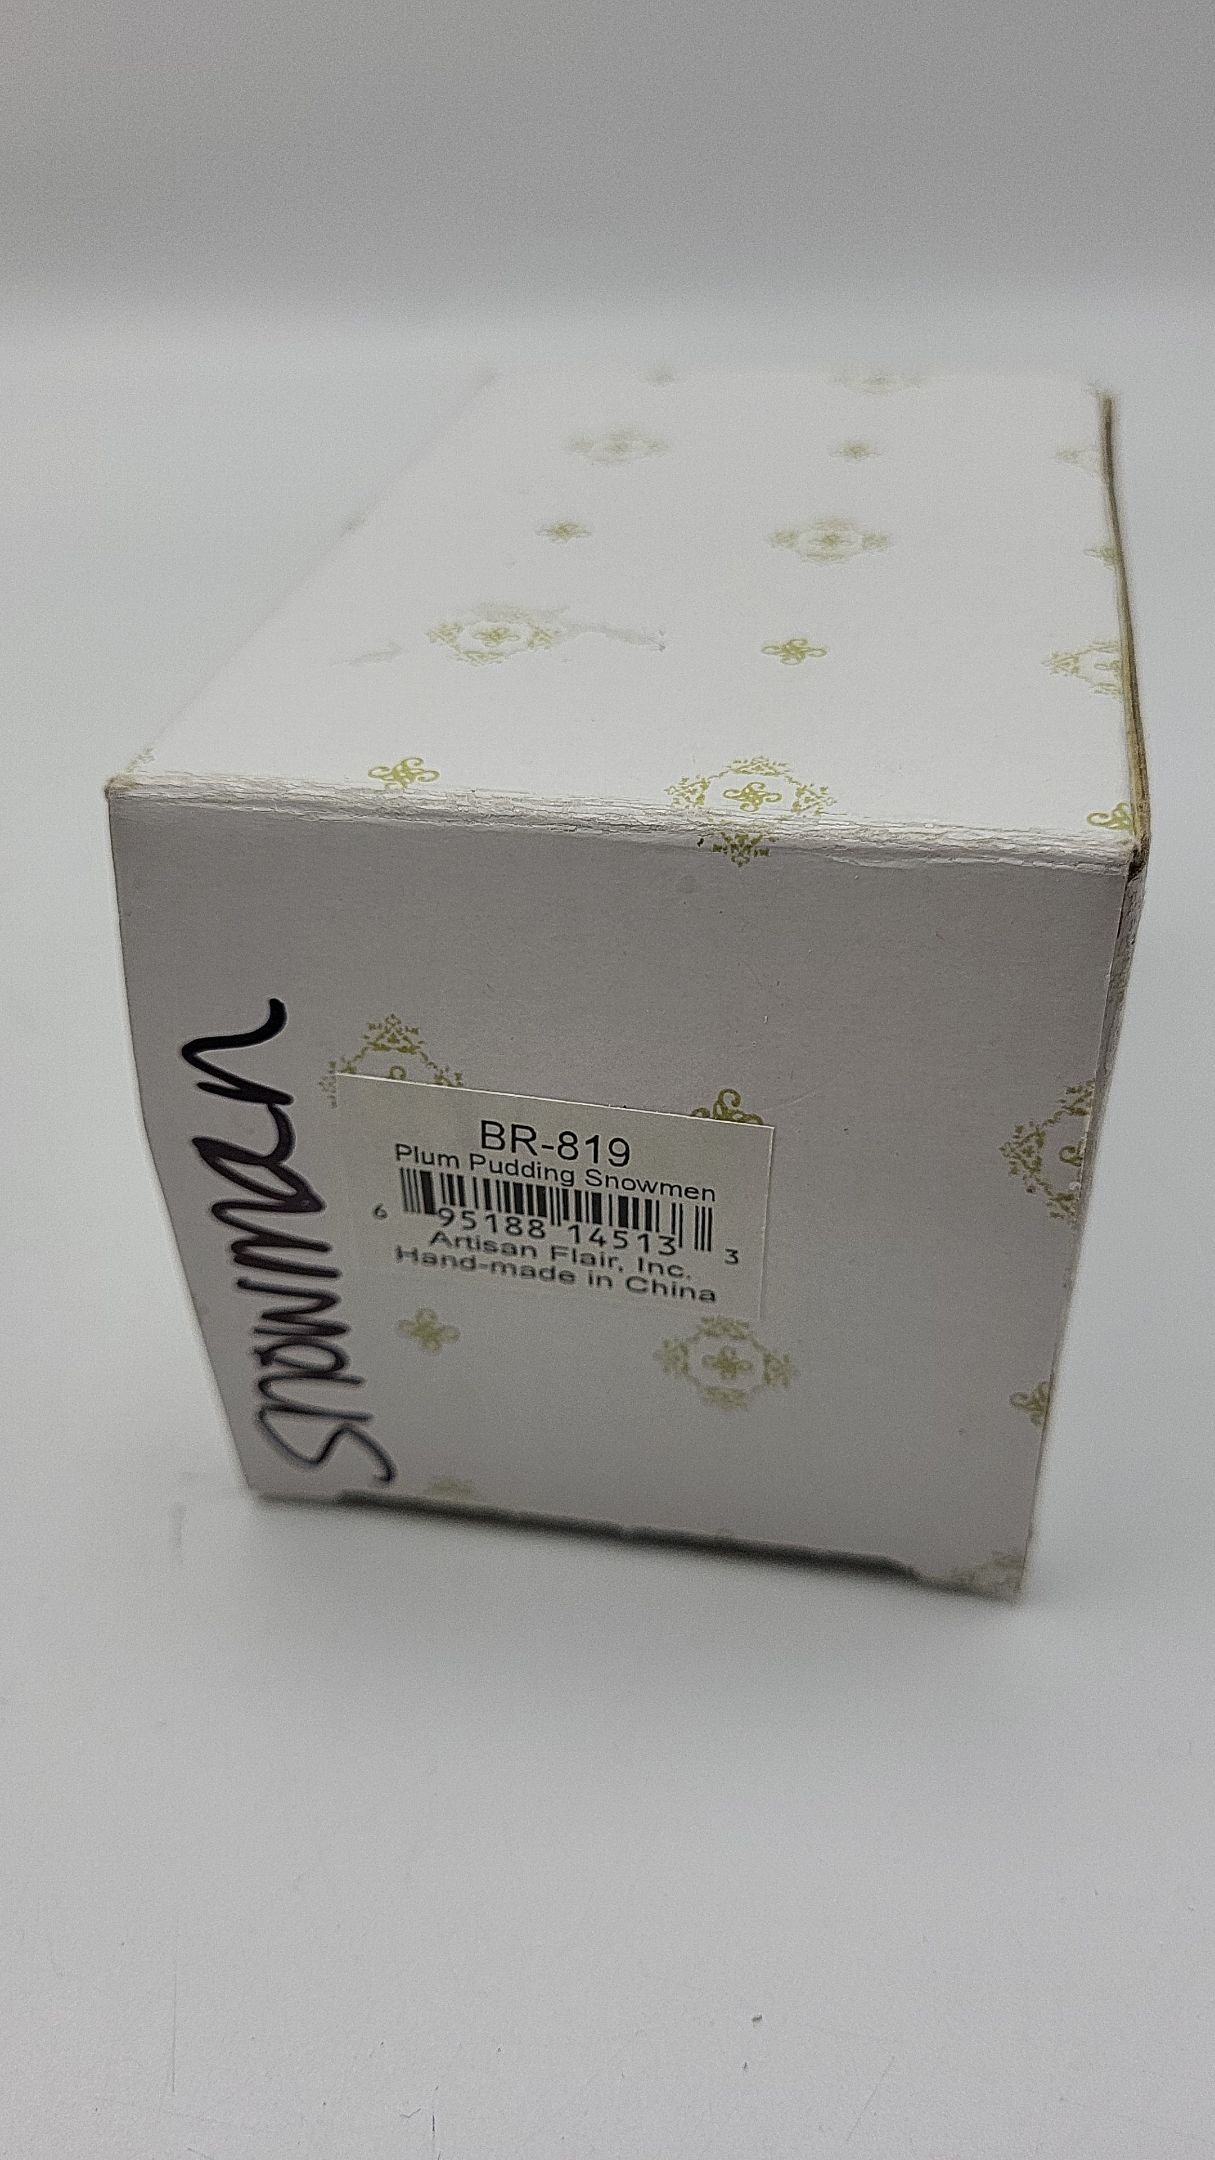 snowman
BR-819
Plum Pudding Snowmen
6 95188 14513 3
Artisan Flair, Inc.
Hand-made in China